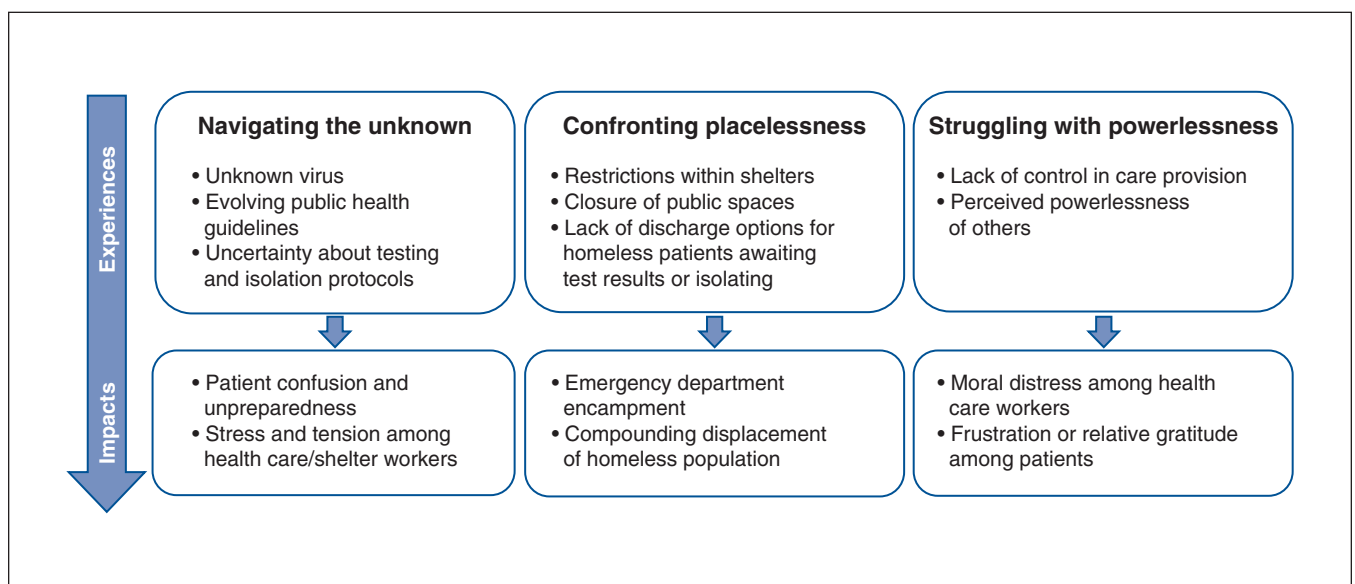 Experiences
Navigating the unknown
• Unknown virus
• Evolving public health
guidelines
• Uncertainty about testing
and isolation protocols
Confronting placelessness
• Restrictions within shelters
• Closure of public spaces
• Lack of discharge options for
homeless patients awaiting
test results or isolating
Struggling with powerlessness
• Lack of control in care provision
• Perceived powerlessness
of others
Impacts
• Patient confusion and
unpreparedness
• Stress and tension among
health care/shelter workers
• Emergency department
encampment
• Compounding displacement
of homeless population
• Moral distress among health
care workers
• Frustration or relative gratitude
among patients